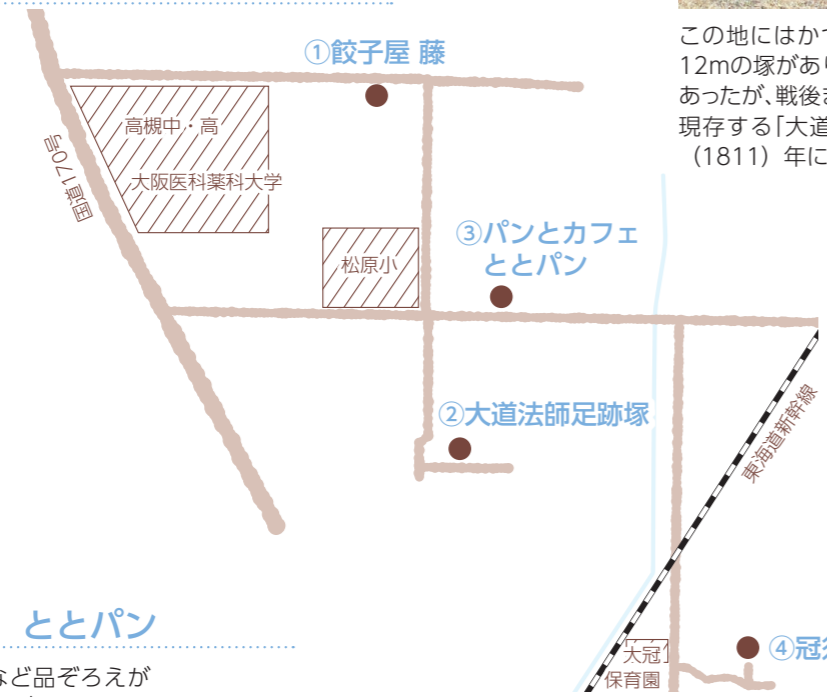 この地にはかつ
12mの塚があり
あったが、戦後ま
現存する「大道
(1811)年に
①餃子屋 藤
高槻中・高
国道170号
大阪医科薬科大学
③パンとカフェ
ととパン
松原小
②大道法師足跡塚
東海道新幹線
ととパン
など品ぞろえが
大冠
保育園
④冠